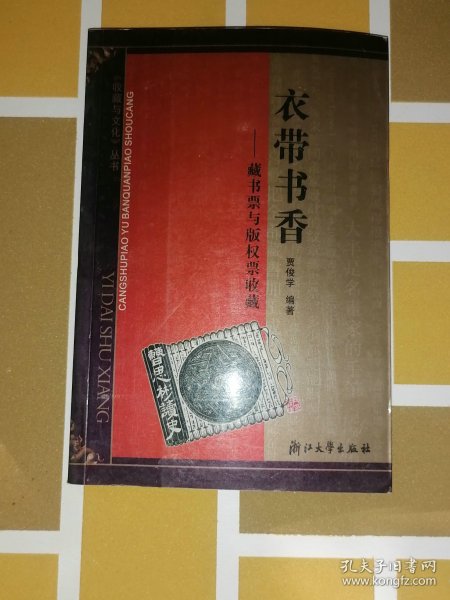 《收藏与文化》丛书
CANGSHUPIAO YU BANQUANPIAO SHOUCANG
YI DAI SHU XIANG
衣带书香
——藏书票与版权票收藏
贾俊学 编著
浙江大学出版社
孔夫子旧书网
www.kongfz.com